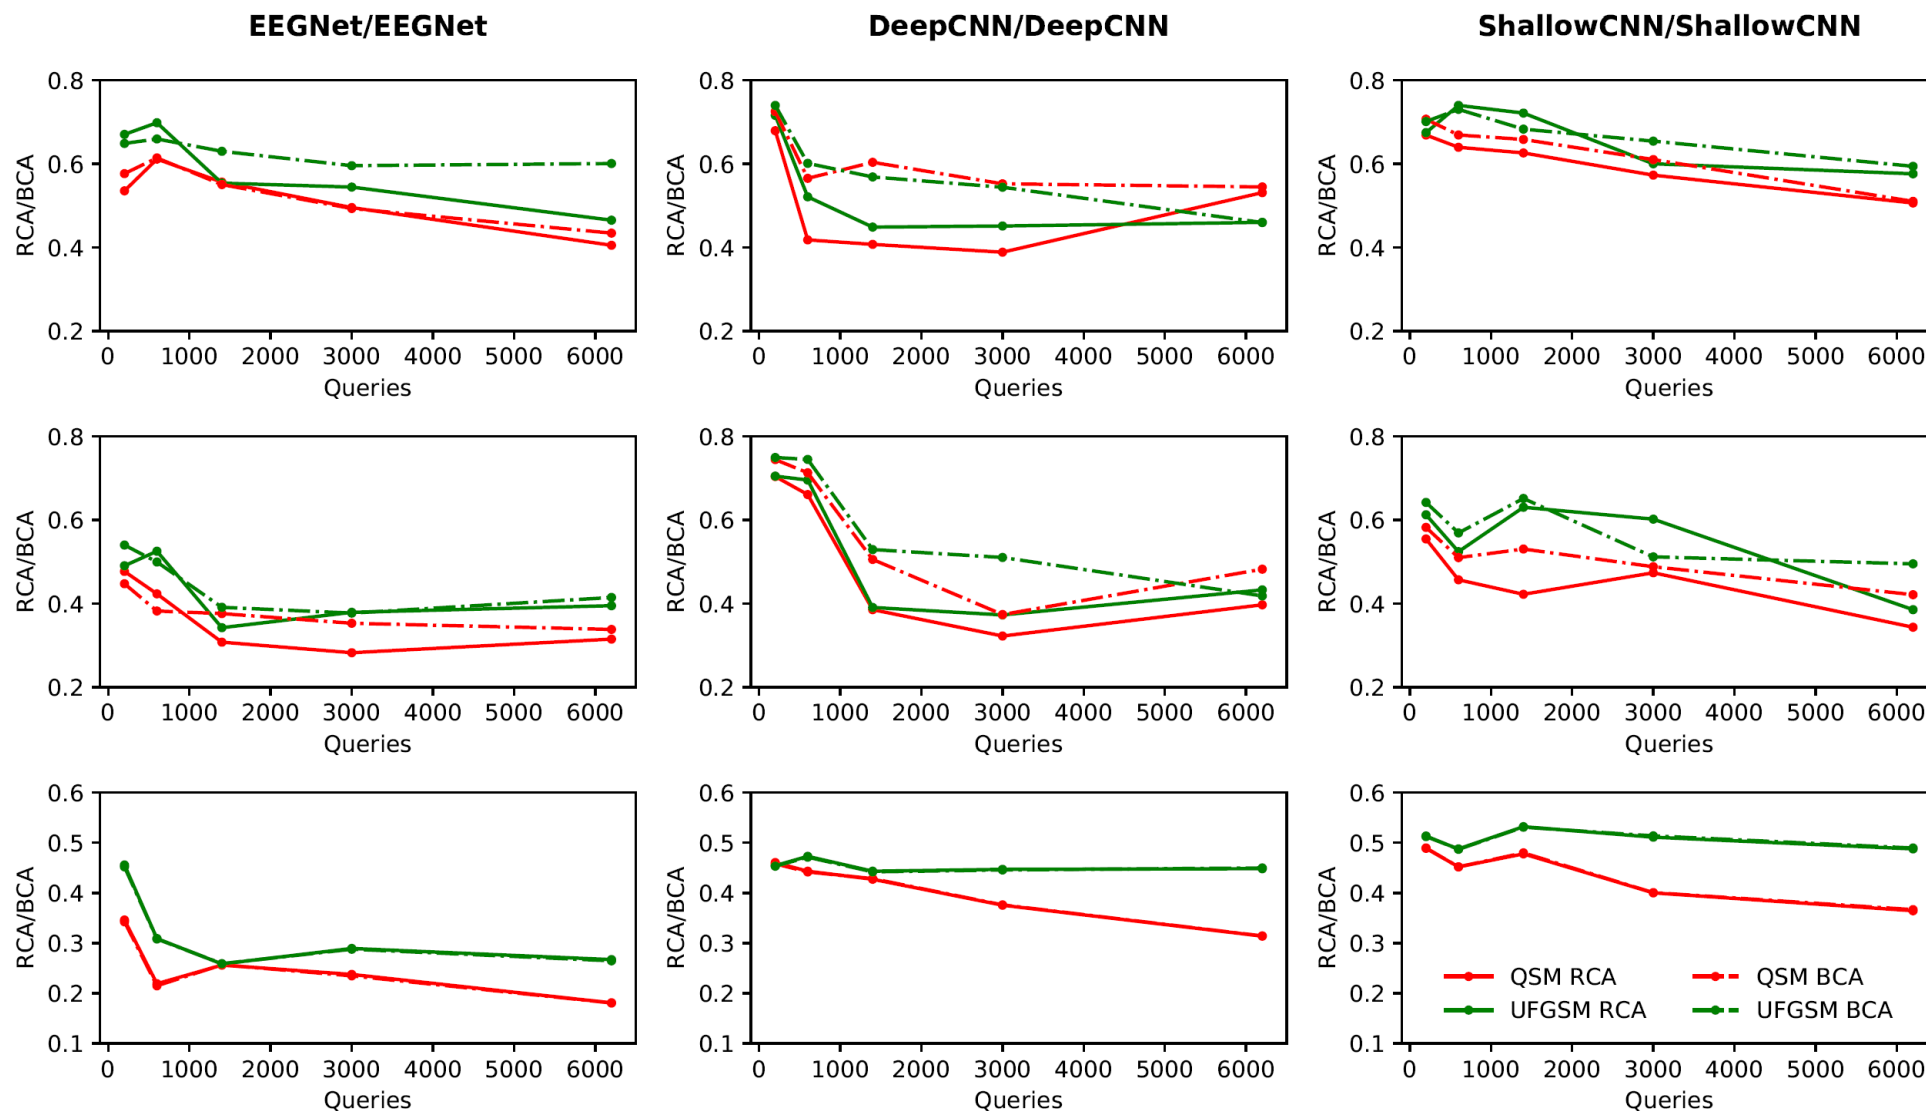 EEGNet/EEGNet DeepCNN/DeepCNN ShallowCNN/ShallowCNN
0.8 0.8 0.8
0.6 0.6 0.6
0.4 0.4 0.4
0.2 0.2 0.2
RCA/BCA RCA/BCA RCA/BCA
0 1000 2000 3000 4000 5000 6000 0 1000 2000 3000 4000 5000 6000 0 1000 2000 3000 4000 5000 6000
Queries Queries Queries
0.8 0.8 0.8
0.6 0.6 0.6
0.4 0.4 0.4
0.2 0.2 0.2
RCA/BCA RCA/BCA RCA/BCA
0 1000 2000 3000 4000 5000 6000 0 1000 2000 3000 4000 5000 6000 0 1000 2000 3000 4000 5000 6000
Queries Queries Queries
0.6 0.6 0.6
0.5 0.5 0.5
0.4 0.4 0.4
0.3 0.3 0.3
0.2 0.2 0.2
0.1 0.1 0.1
RCA/BCA RCA/BCA RCA/BCA
QSM RCA QSM BCA
UFGSM RCA UFGSM BCA
0 1000 2000 3000 4000 5000 6000 0 1000 2000 3000 4000 5000 6000 0 1000 2000 3000 4000 5000 6000
Queries Queries Queries